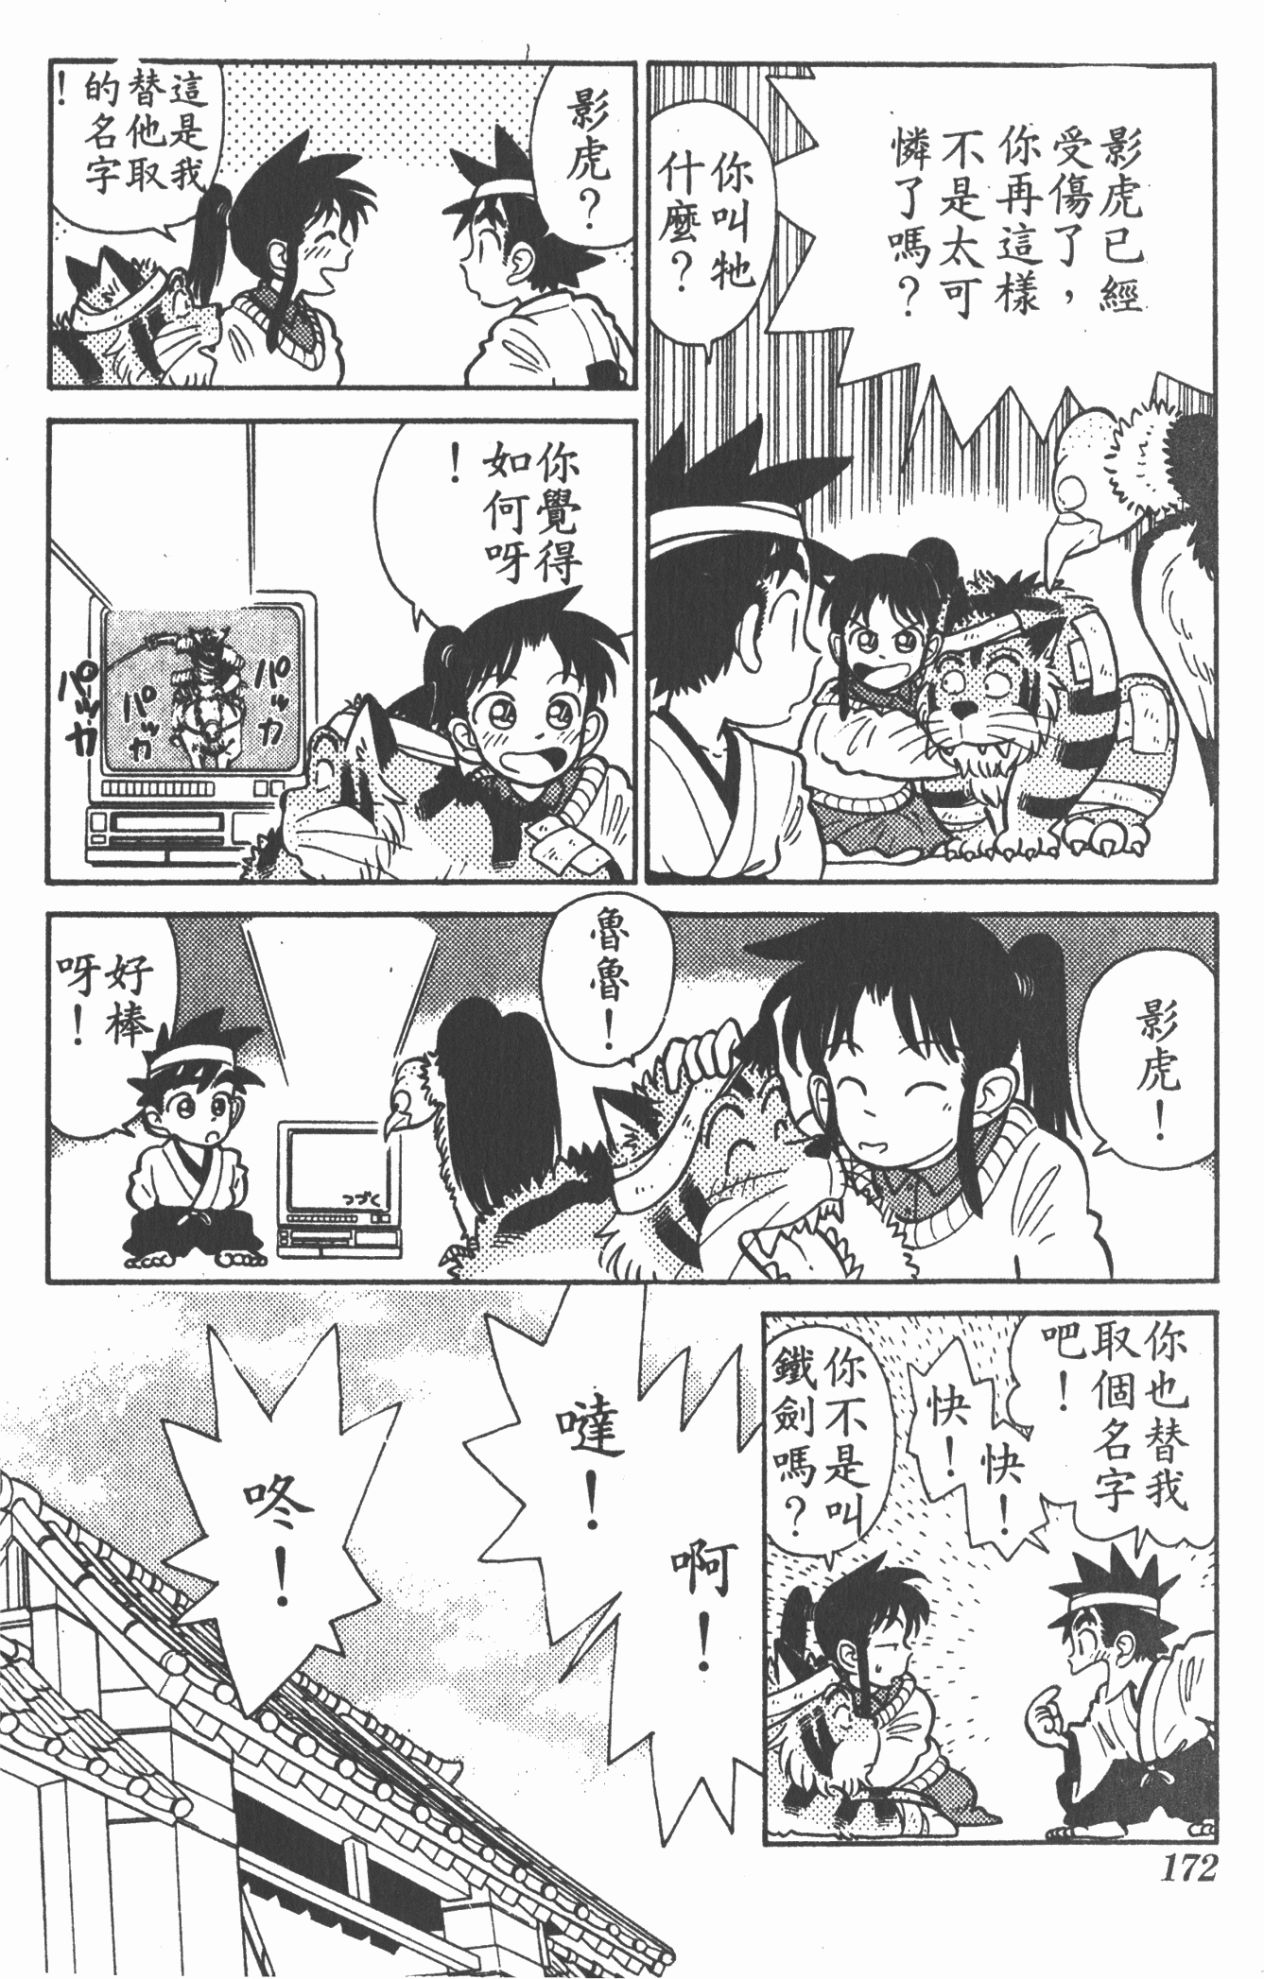 影虎已經
受傷了，
你再這樣
不是太可
憐了嗎？
你叫牠
什麼？
影虎？
這是我
替他取
的名字
！
你覺得
如何呀
！
パッカ
パッカ
パッカ
影虎！
魯魯！
つづく
好棒
呀！
你也替我
取個名字
吧！
快！
快！
你不是叫
鐵劍嗎？
啊！
噠！
咚！
172